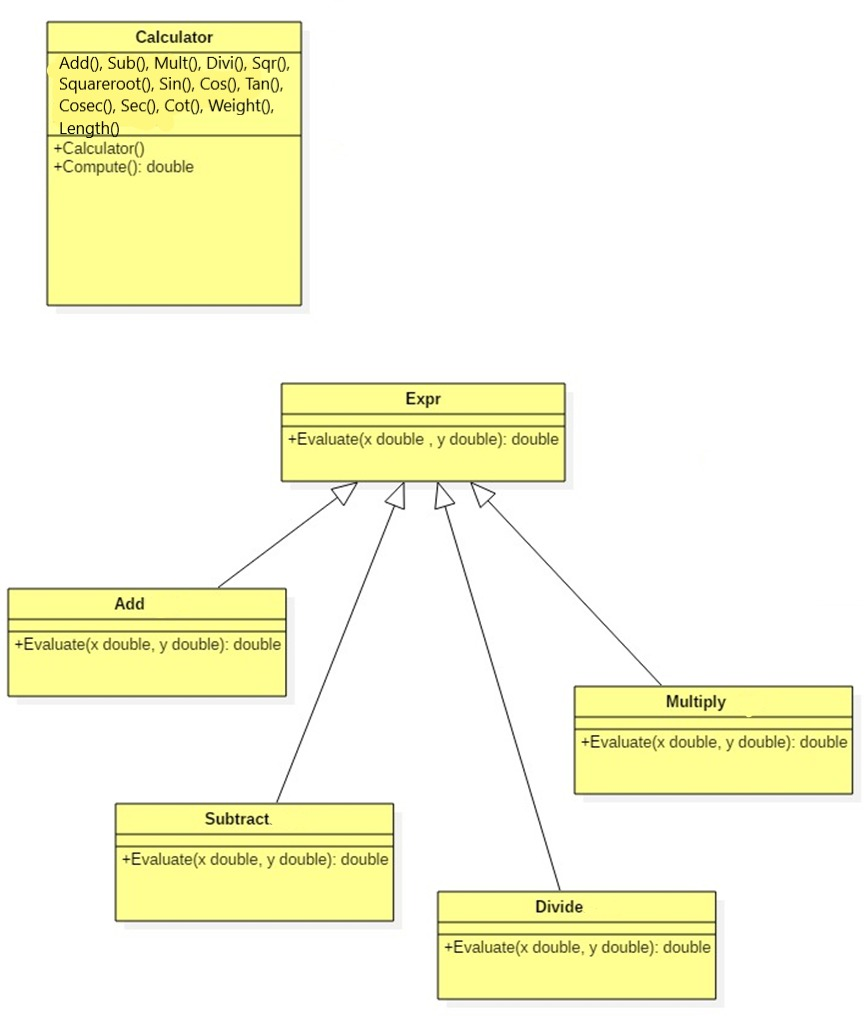 Calculator
Add(), Sub(), Mult(), Divi(), Sqr(),
Squareroot(), Sin(), Cos(), Tan(),
Cosec(), Sec(), Cot(), Weight(),
Length()
+Calculator()
+Compute(): double
Expr
+Evaluate(x double , y double): double
Add
+Evaluate(x double, y double): double
Multiply
+Evaluate(x double, y double): double
Subtract.
+Evaluate(x double, y double): double
Divide
+Evaluate(x double, y double): double